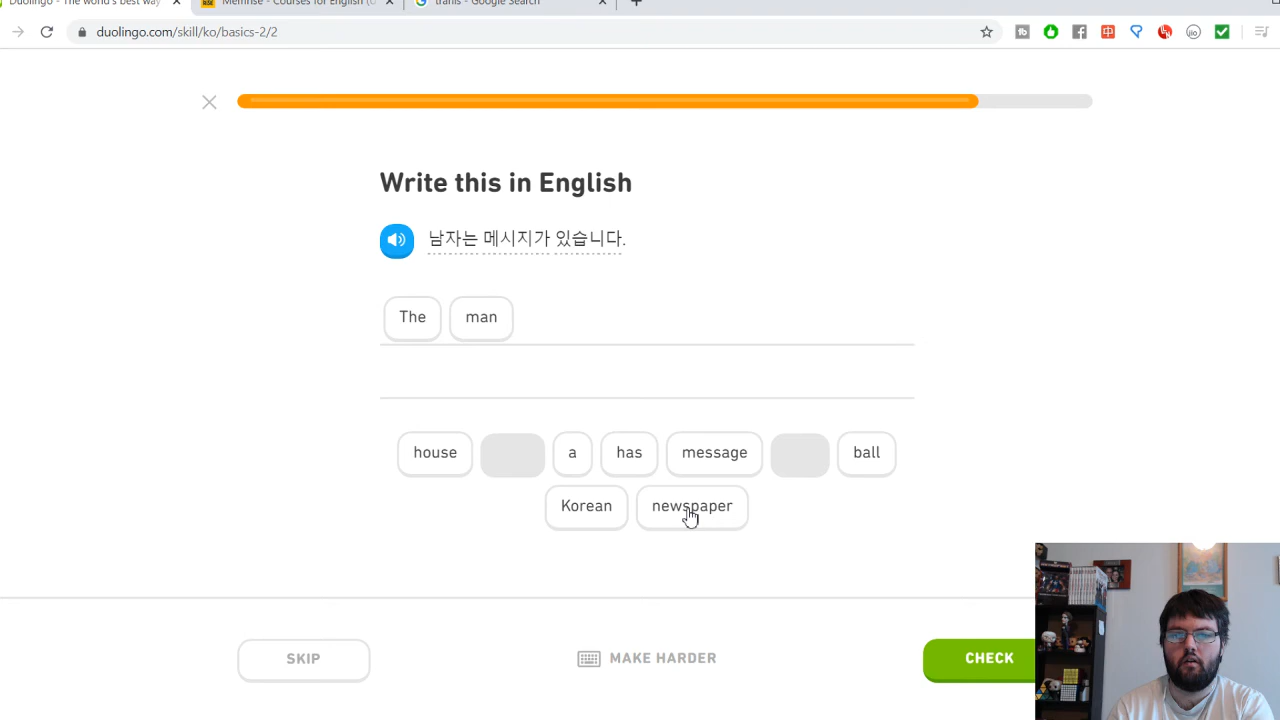 Duolingo - The world's best way
Memrise - Courses for English (
tranls - Google Search
duolingo.com/skill/ko/basics-2/2
Write this in English
남자는 메시지가 있습니다.
The man
house a has message ball
Korean newspaper
SKIP
MAKE HARDER
CHECK